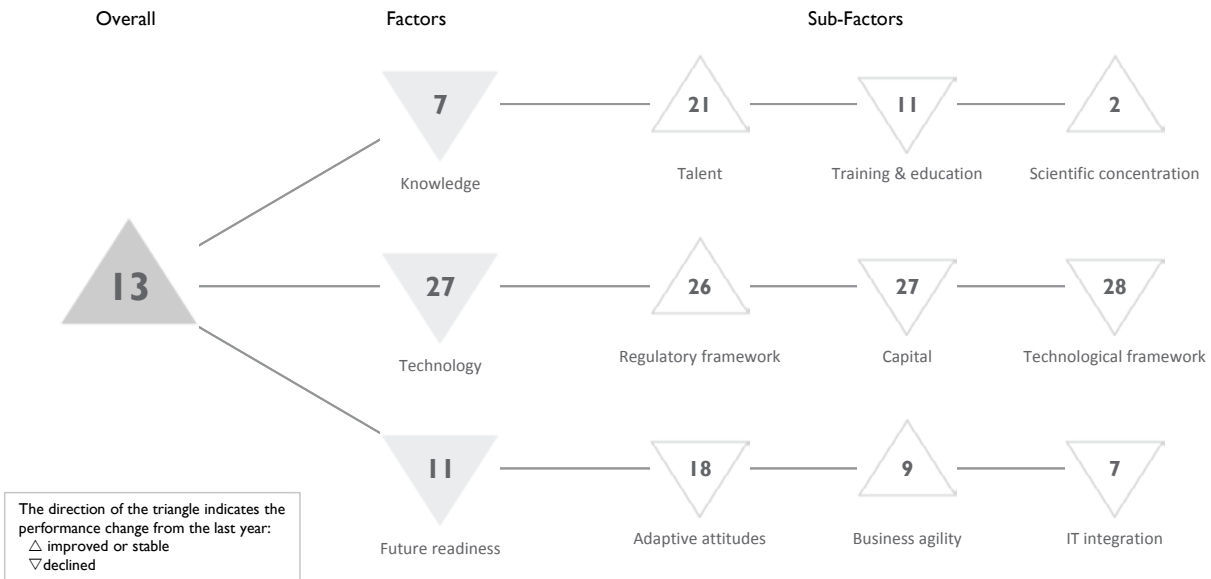 Overall
Factors
Sub-Factors
7
21
11
2
Knowledge
Talent
Training & education
Scientific concentration
13
27
26
27
28
Technology
Regulatory framework
Capital
Technological framework
11
18
9
7
Future readiness
Adaptive attitudes
Business agility
IT integration
The direction of the triangle indicates the
performance change from the last year:
△ improved or stable
▽declined